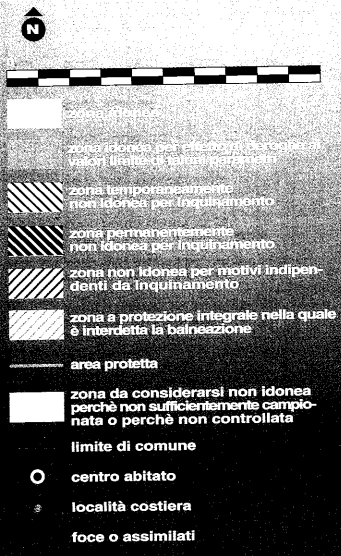 N
zona idonea
zona idonea per effetto di deroghe ai
valori limite di taluni parametri
zona temporaneamente
non idonea per inquinamento
zona permanentemente
non idonea per inquinamento
zona non idonea per motivi indipen-
denti da inquinamento
zona a protezione integrale nella quale
è interdetta la balneazione
area protetta
zona da considerarsi non idonea
perchè non sufficientemente campio-
nata o perchè non controllata
limite di comune
centro abitato
località costiera
foce o assimilati